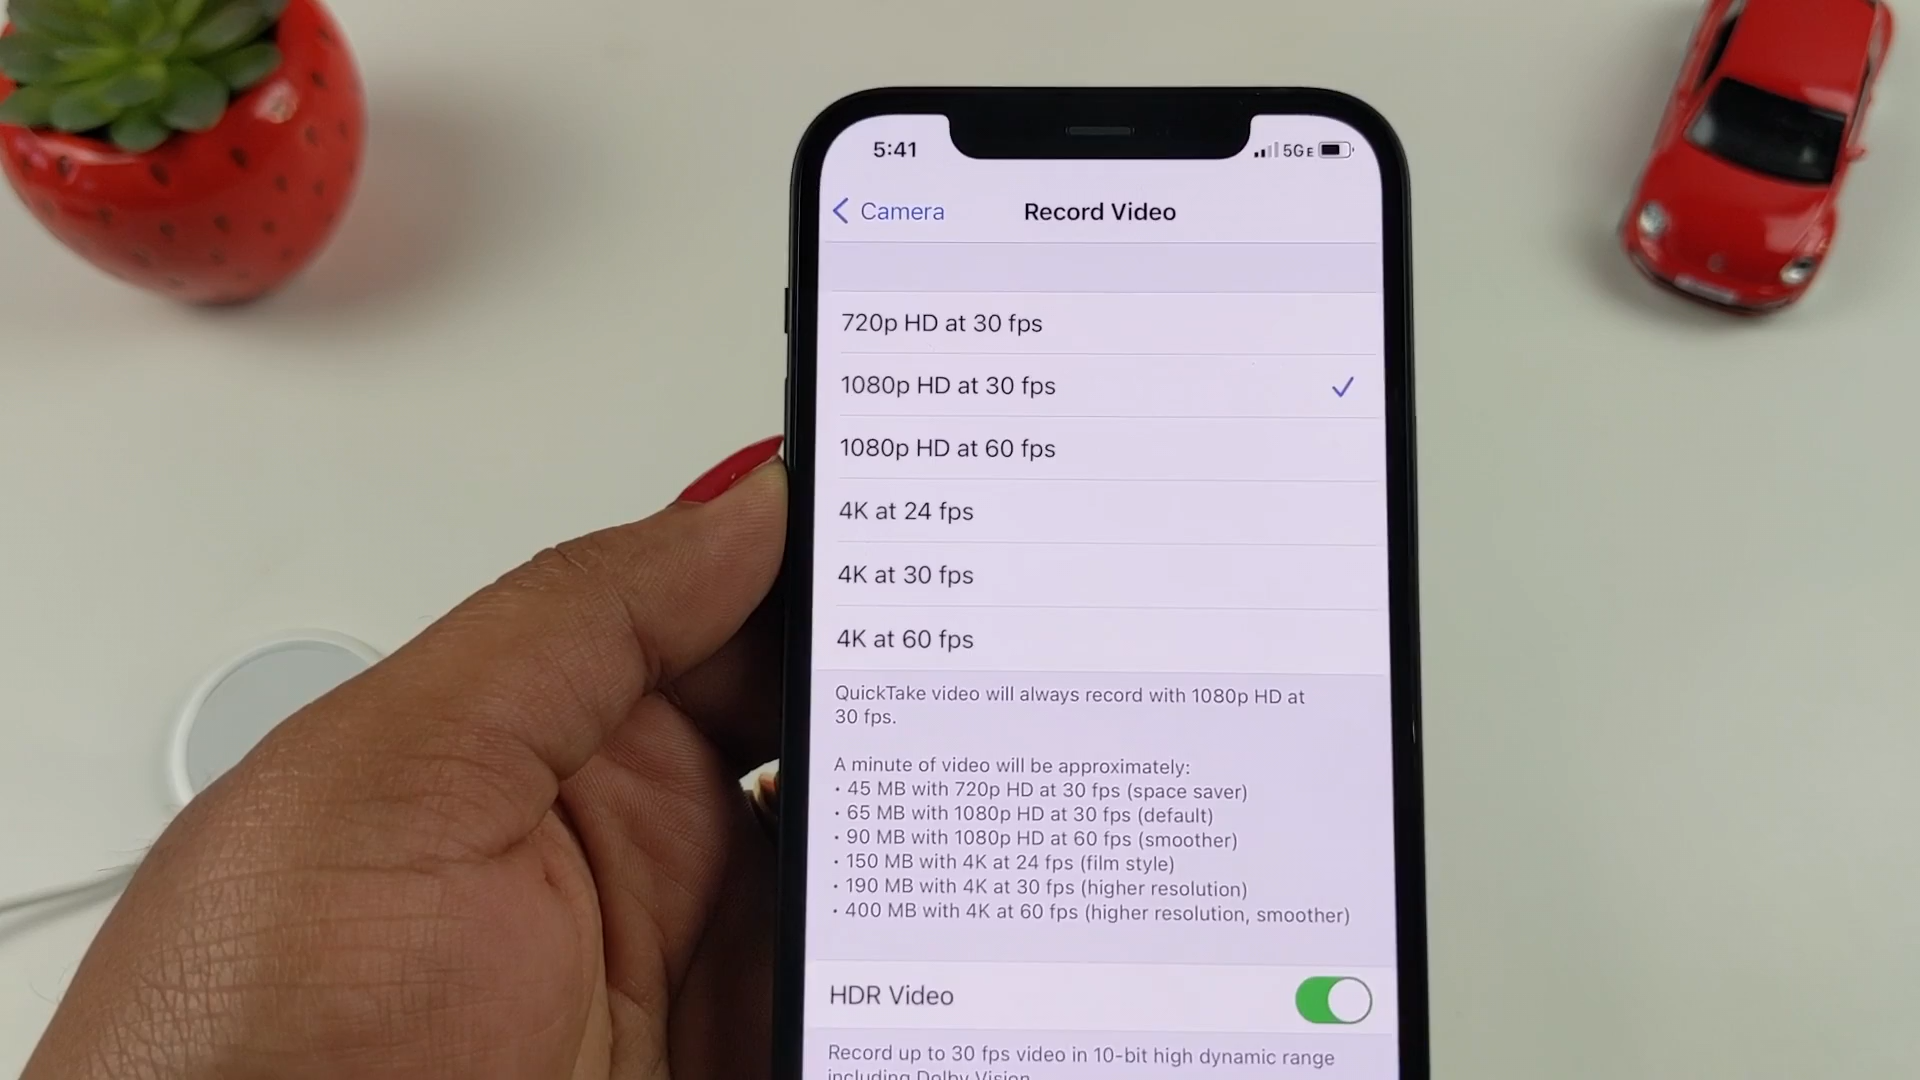 5:41
5GE
Camera
Record Video
720p HD at 30 fps
1080p HD at 30 fps
1080p HD at 60 fps
4K at 24 fps
4K at 30 fps
4K at 60 fps
QuickTake video will always record with 1080p HD at
30 fps.
A minute of video will be approximately:
• 45 MB with 720p HD at 30 fps (space saver)
• 65 MB with 1080p HD at 30 fps (default)
• 90 MB with 1080p HD at 60 fps (smoother)
• 150 MB with 4K at 24 fps (film style)
• 190 MB with 4K at 30 fps (higher resolution)
• 400 MB with 4K at 60 fps (higher resolution, smoother)
HDR Video
Record up to 30 fps video in 10-bit high dynamic range
including Dolby Vision